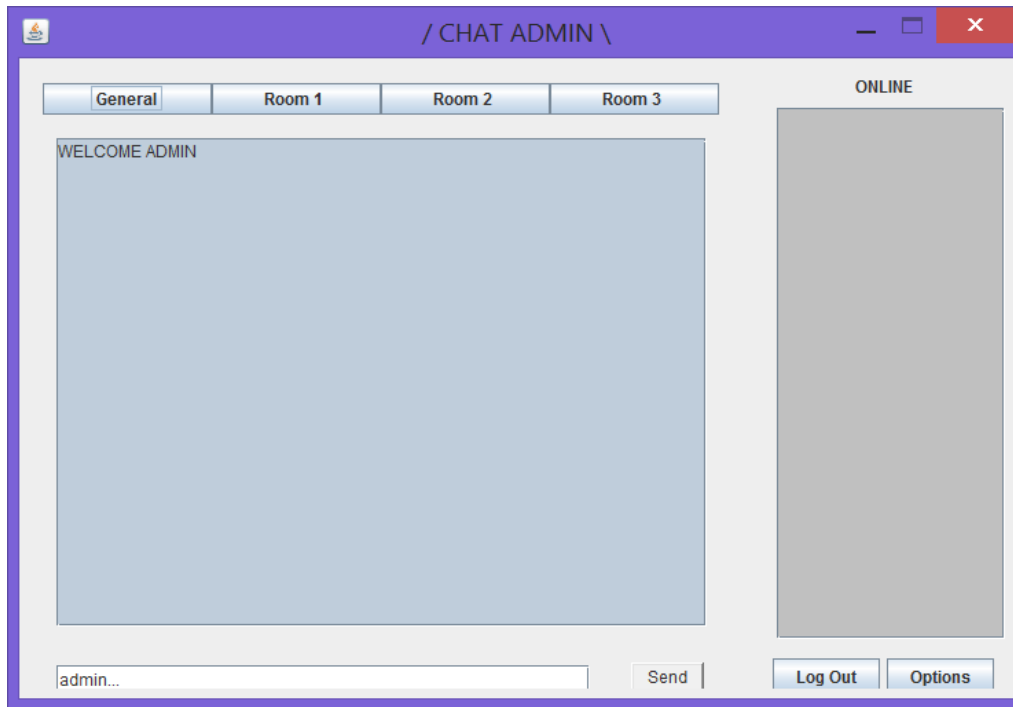 / CHAT ADMIN \
ONLINE
General Room 1 Room 2 Room 3
WELCOME ADMIN
admin... Send Log Out Options